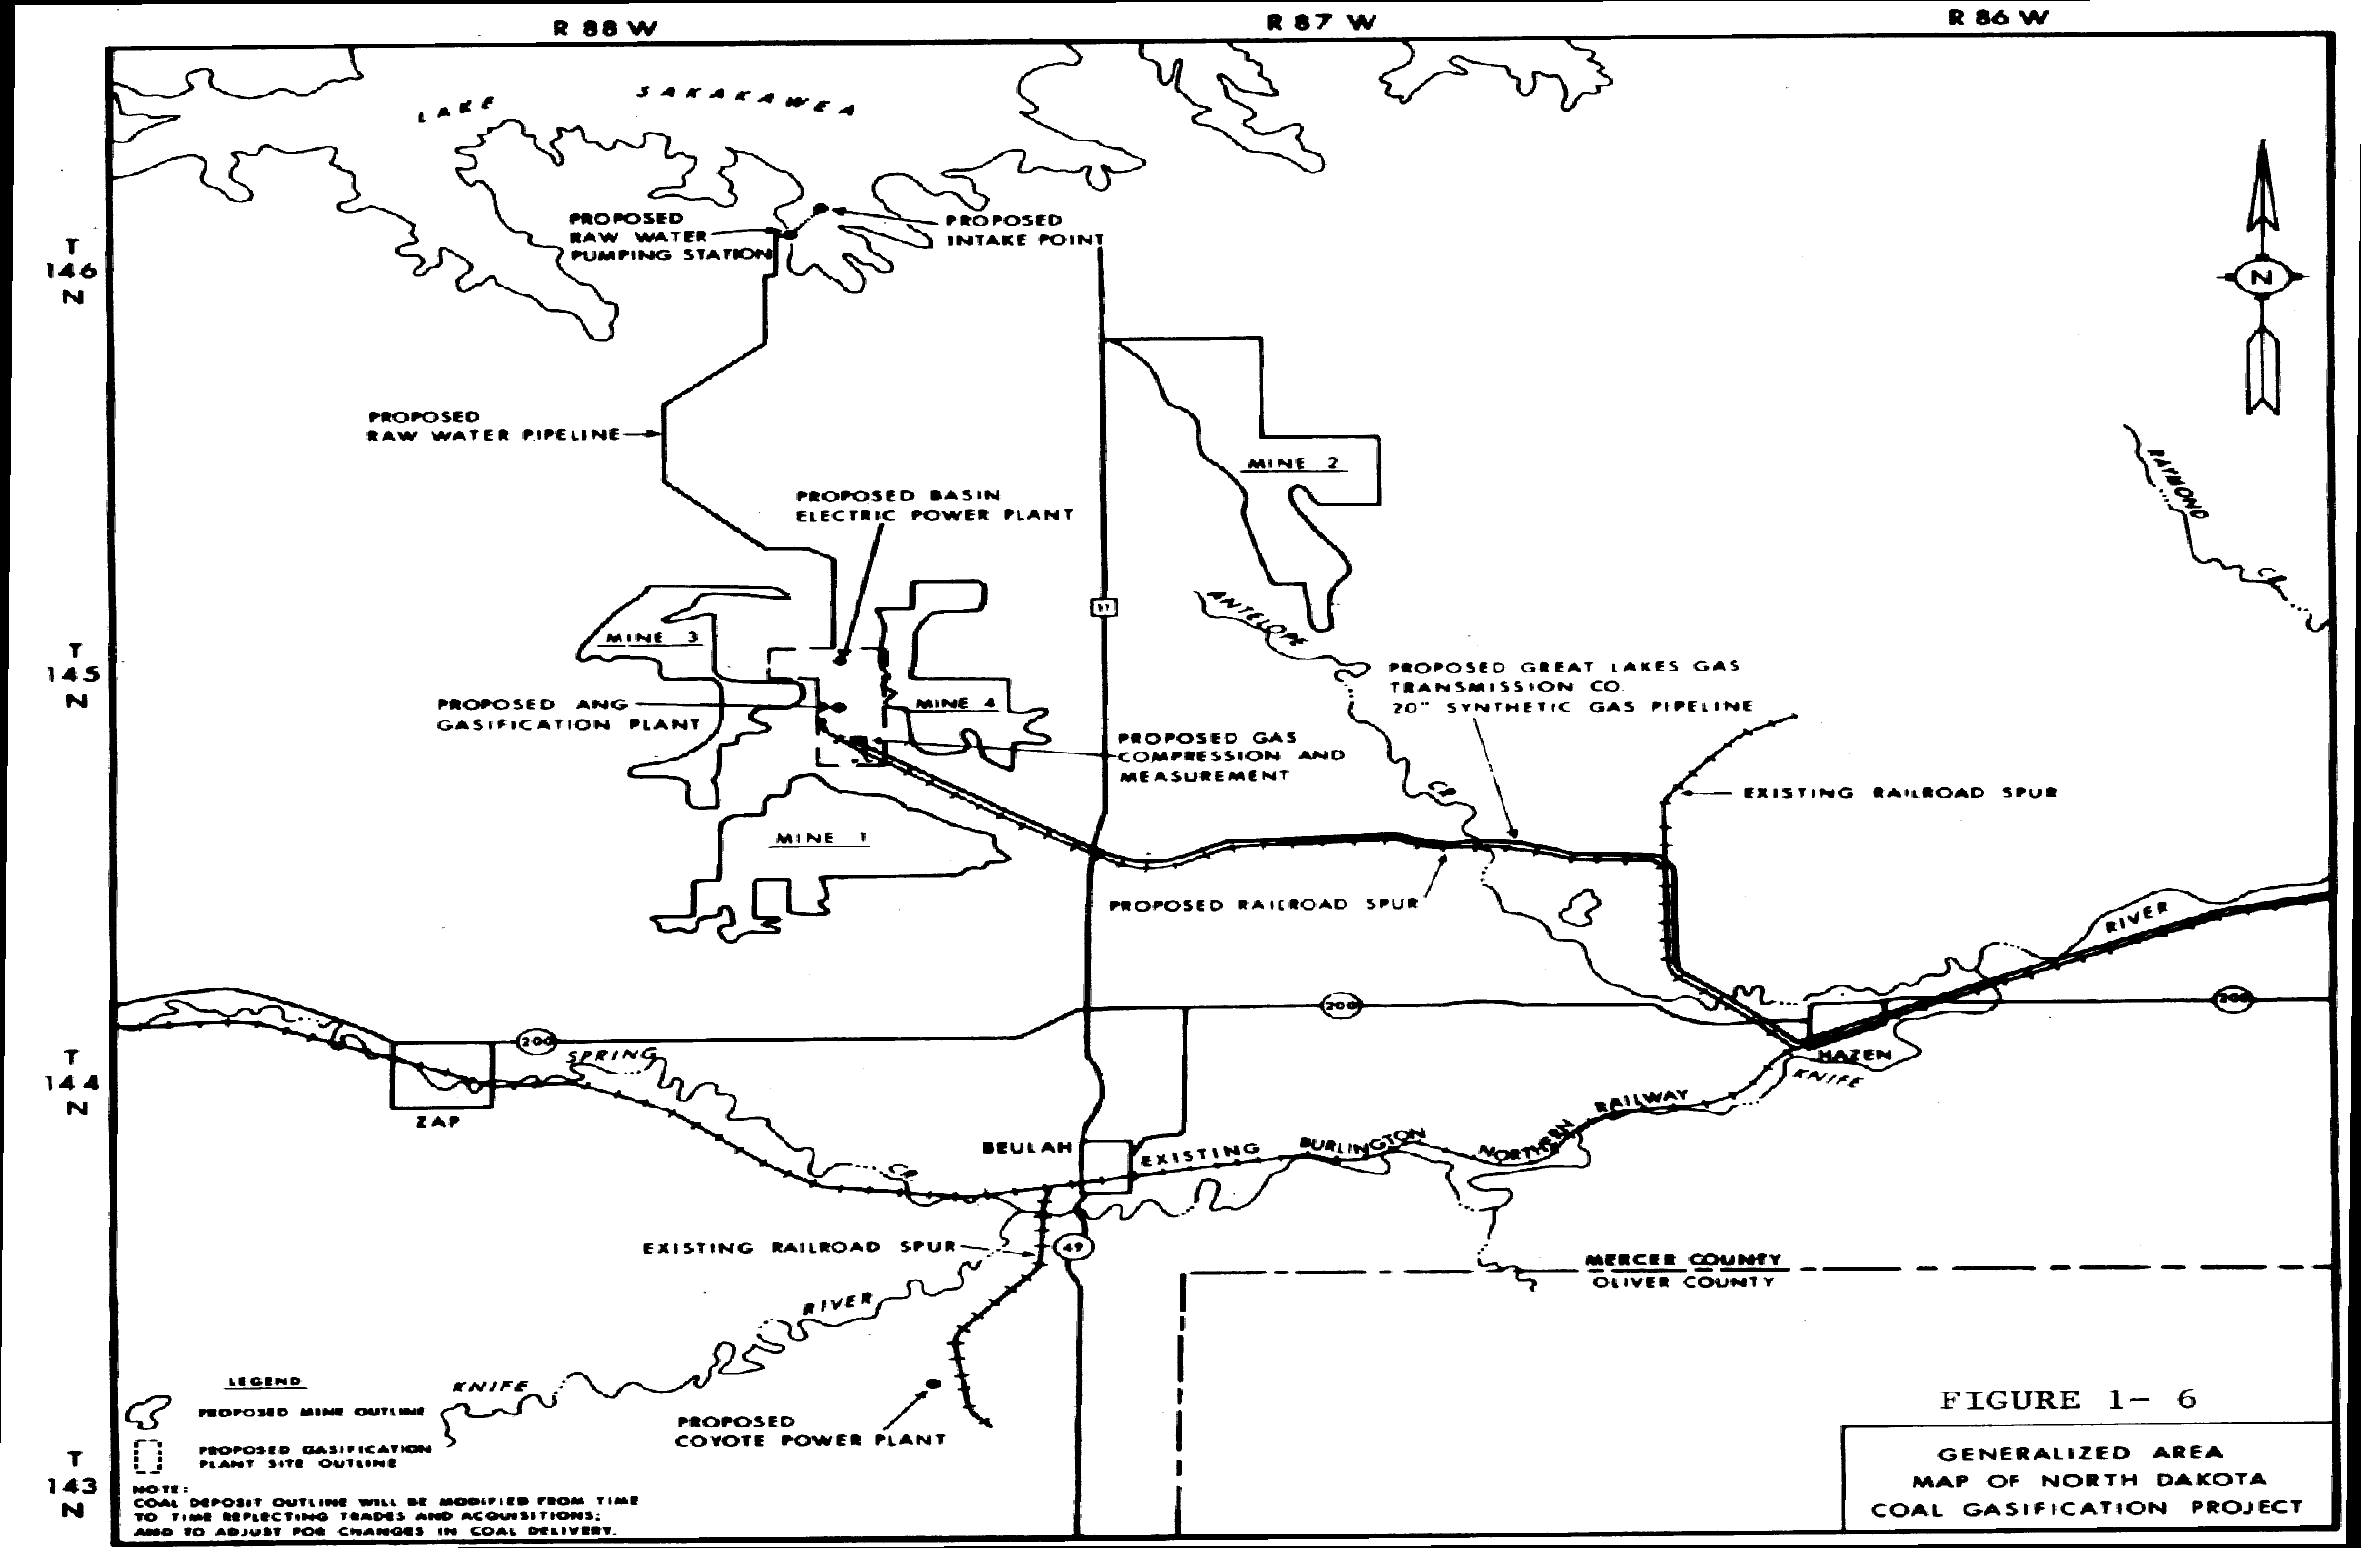 R 88 W
R 87 W
R 86 W
LAKE SAKAKAWEA
PROPOSED
RAW WATER
PUMPING STATION
PROPOSED
INTAKE POINT
T
146
N
N
PROPOSED
RAW WATER PIPELINE
MINE 2
RAYMOND CR.
PROPOSED BASIN
ELECTRIC POWER PLANT
ANTELOPE CR.
MINE 3
T
145
N
PROPOSED ANG
GASIFICATION PLANT
MINE 4
PROPOSED GREAT LAKES GAS
TRANSMISSION CO.
20" SYNTHETIC GAS PIPELINE
PROPOSED GAS
COMPRESSION AND
MEASUREMENT
EXISTING RAILROAD SPUR
MINE 1
PROPOSED RAILROAD SPUR
RIVER
200
200
200
SPRING CR.
T
144
N
ZAP
HAZEN
KNIFE
BEULAH
EXISTING BURLINGTON NORTHERN RAILWAY
EXISTING RAILROAD SPUR
49
MERCER COUNTY
OLIVER COUNTY
RIVER
KNIFE
PROPOSED
COYOTE POWER PLANT
LEGEND
PROPOSED MINE OUTLINE
PROPOSED GASIFICATION
PLANT SITE OUTLINE
T
143
N
NOTE:
COAL DEPOSIT OUTLINE WILL BE MODIFIED FROM TIME
TO TIME REFLECTING TRADES AND ACQUISITIONS;
AND TO ADJUST FOR CHANGES IN COAL DELIVERY.
FIGURE 1- 6
GENERALIZED AREA
MAP OF NORTH DAKOTA
COAL GASIFICATION PROJECT